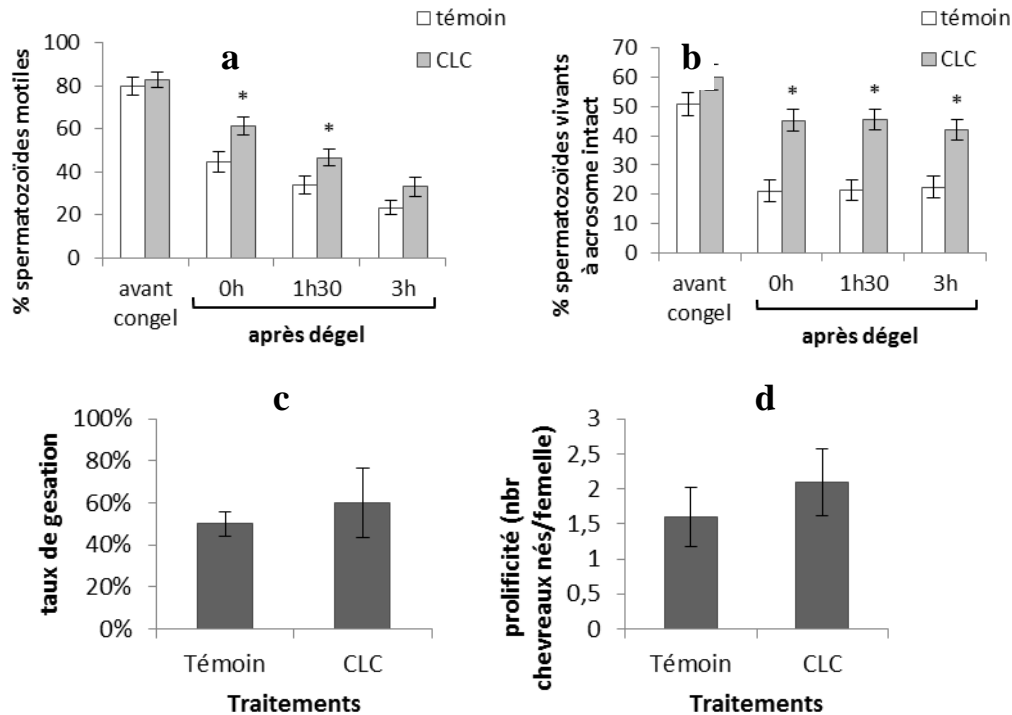 a
témoin
CLC
% spermatozoïdes motiles
100
80
60
40
20
0
*
*
avant congel
0h
1h30
3h
après dégel
b
témoin
CLC
% spermatozoïdes vivants
à acrosome intact
70
60
50
40
30
20
10
0
*
*
*
avant congel
0h
1h30
3h
après dégel
c
taux de gesation
100%
80%
60%
40%
20%
0%
Témoin
CLC
Traitements
d
prolificité (nbr
chevreaux nés/femelle)
3
2,5
2
1,5
1
0,5
0
Témoin
CLC
Traitements